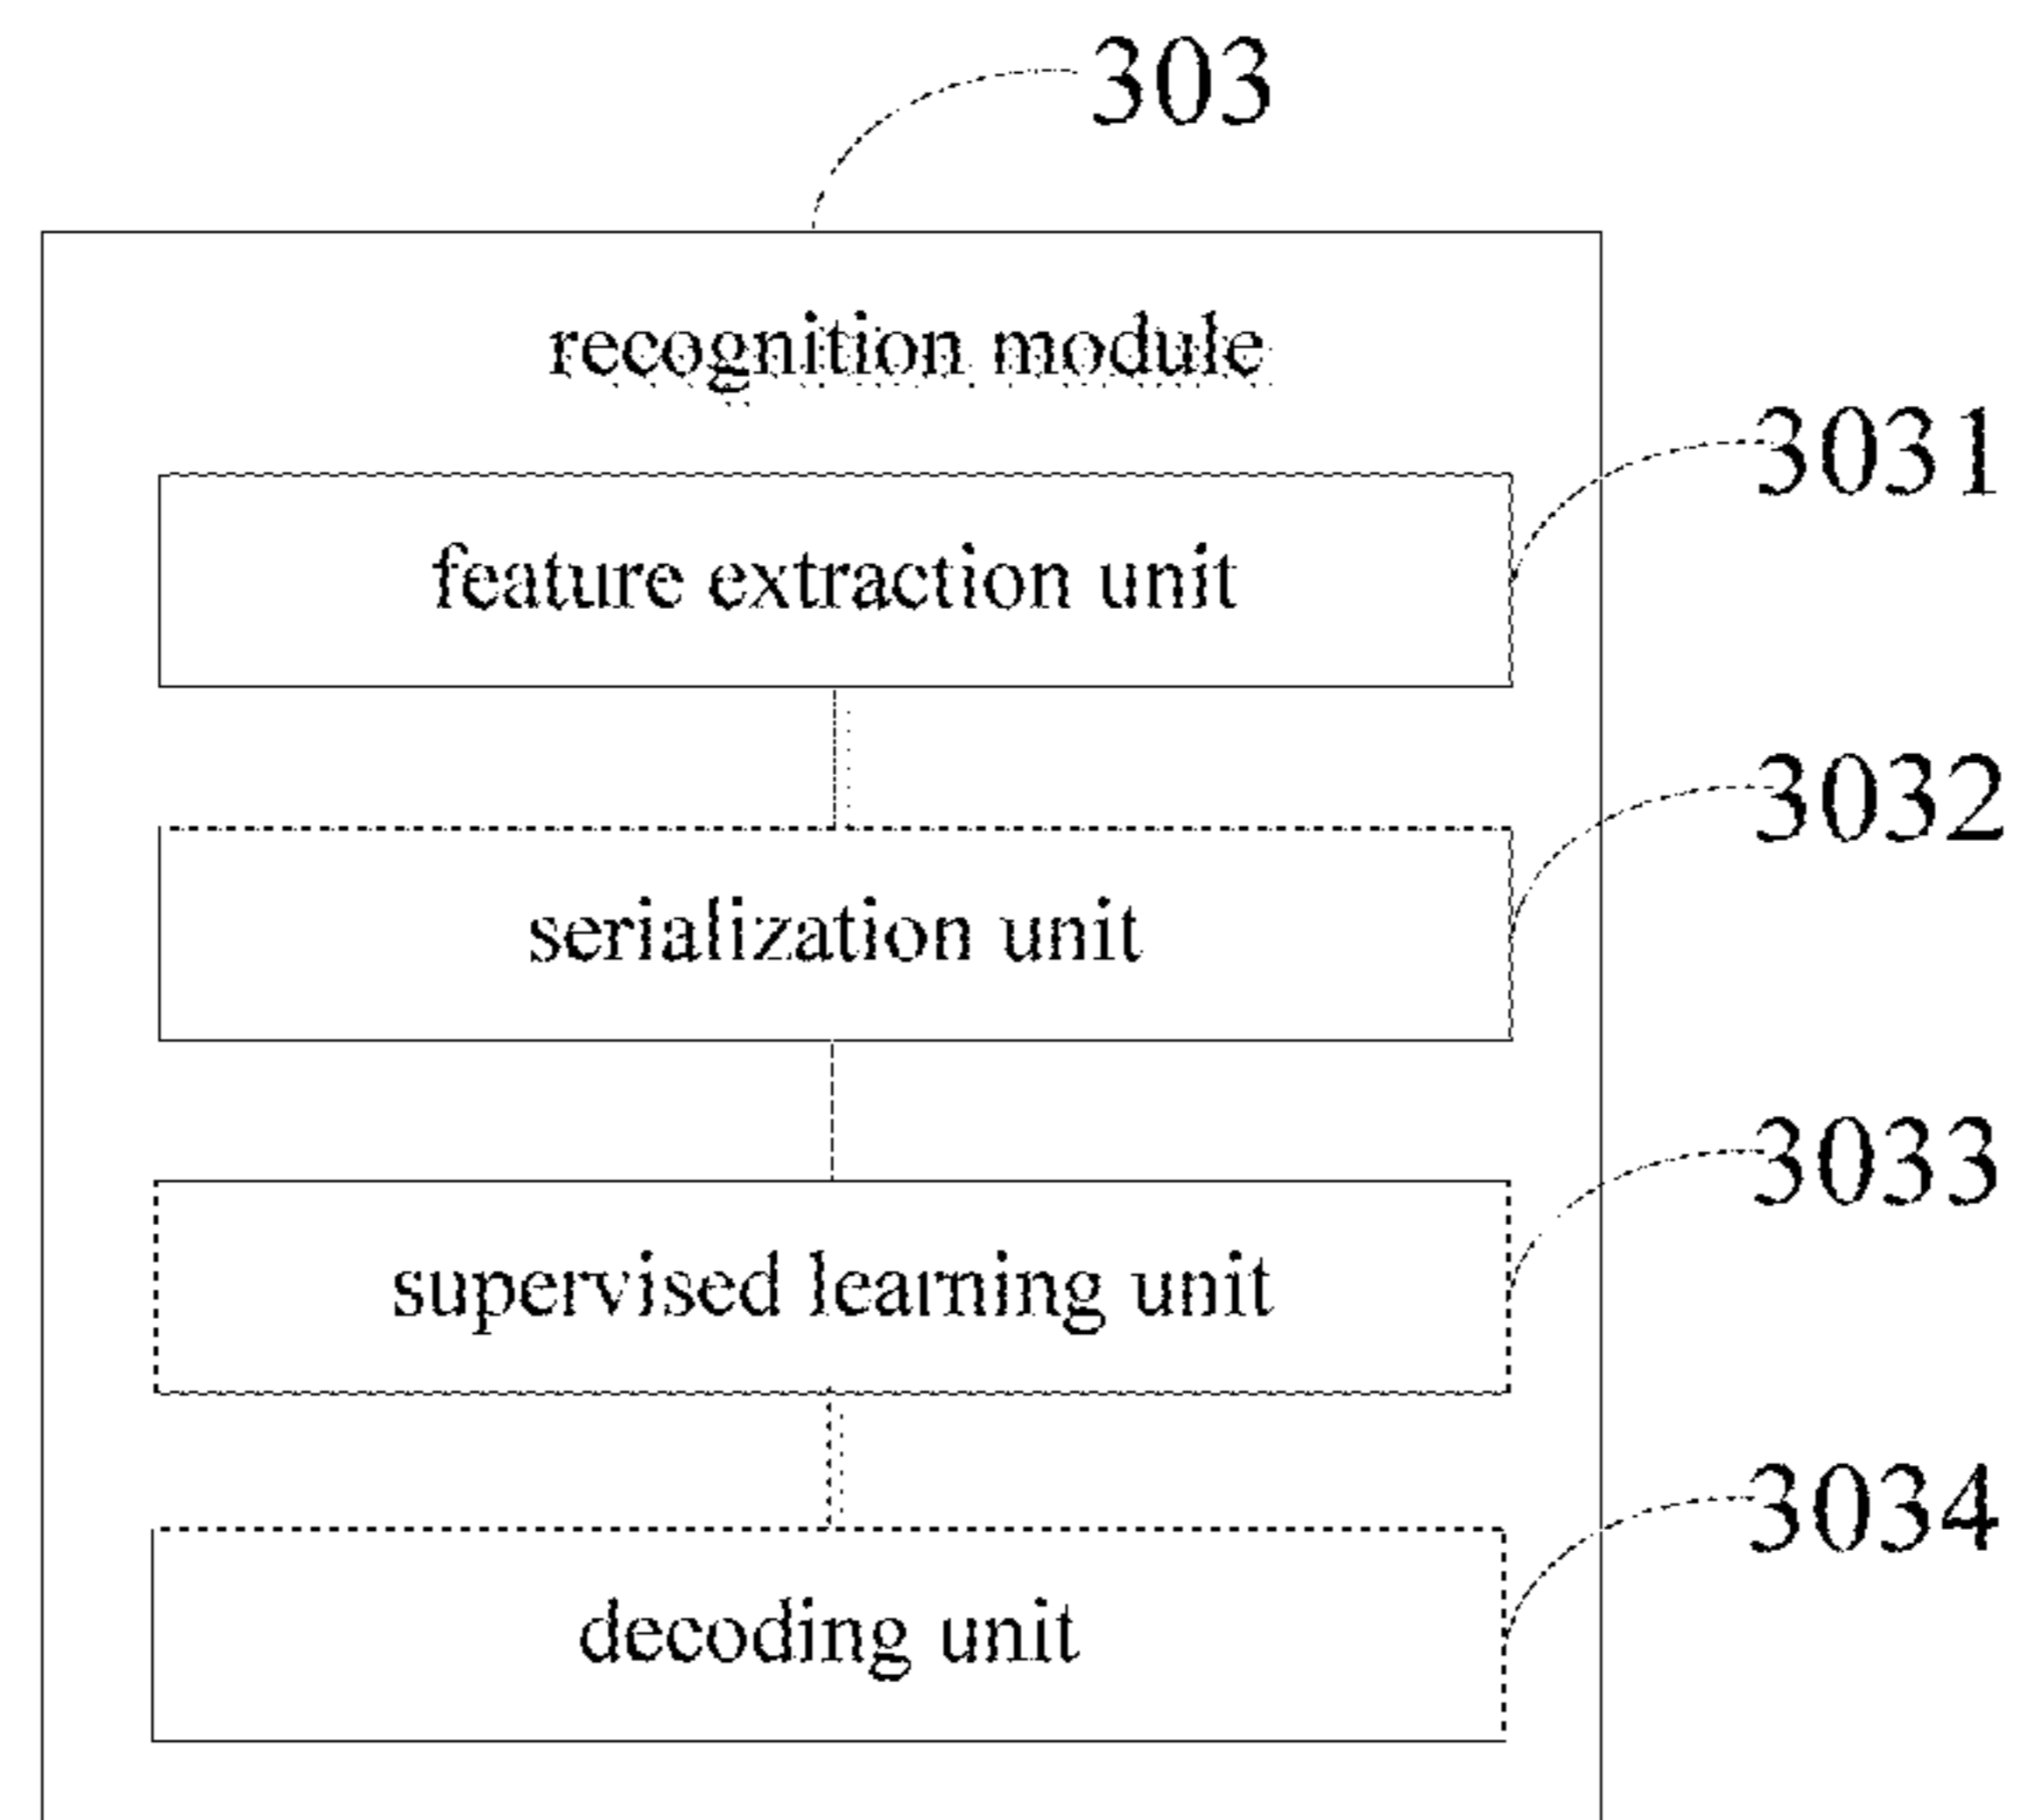 303
recognition module
3031
feature extraction unit
3032
serialization unit
3033
supervised learning unit
3034
decoding unit